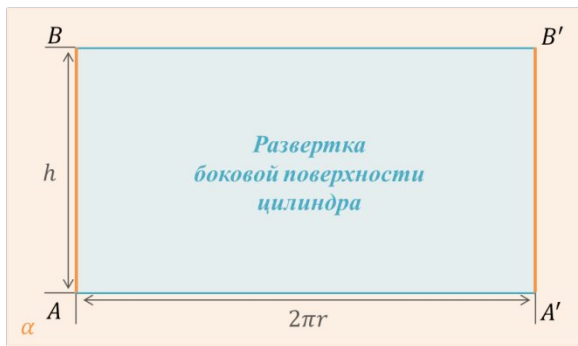 B B′
h
Развертка
боковой поверхности
цилиндра
A 2πr A′
α